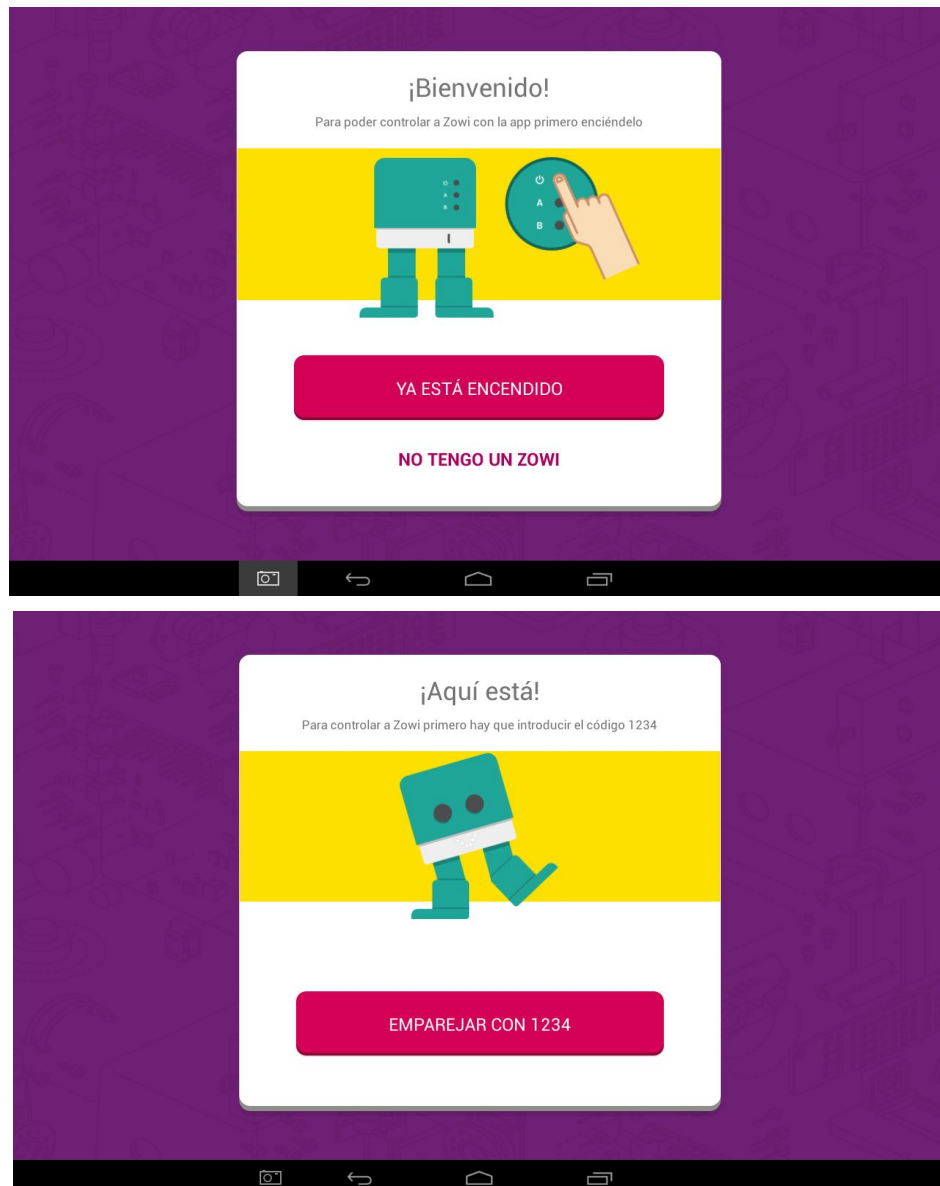 ¡Bienvenido!
Para poder controlar a Zowi con la app primero enciéndelo
A
B
A
B
YA ESTÁ ENCENDIDO
NO TENGO UN ZOWI
¡Aquí está!
Para controlar a Zowi primero hay que introducir el código 1234
EMPAREJAR CON 1234